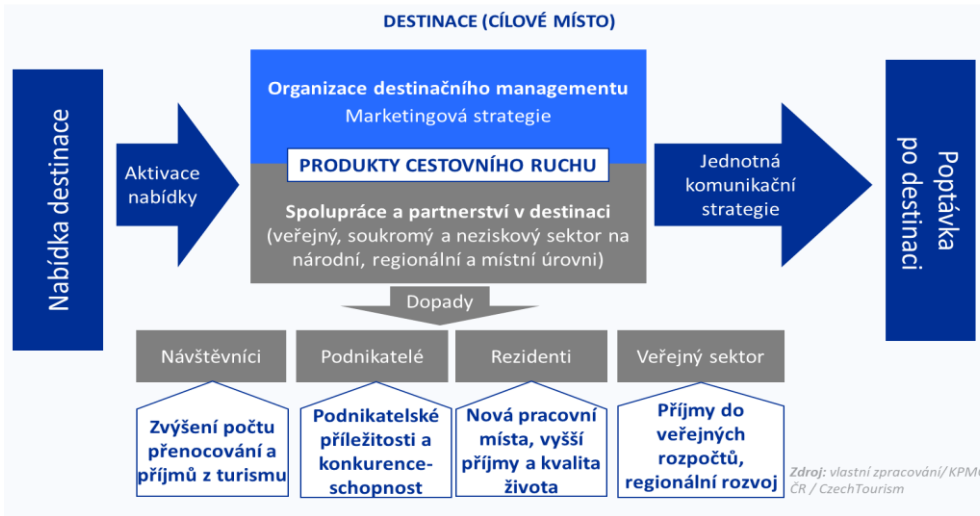 DESTINACE (CÍLOVÉ MÍSTO)
Nabídka destinace
Aktivace
nabídky
Organizace destinačního managementu
Marketingová strategie
PRODUKTY CESTOVNÍHO RUCHU
Spolupráce a partnerství v destinaci
(veřejný, soukromý a neziskový sektor na
národní, regionální a místní úrovni)
Jednotná
komunikační
strategie
Poptávka
po destinaci
Dopady
Návštěvníci
Podnikatelé
Rezidenti
Veřejný sektor
Zvýšení počtu
přenocování a
příjmů z turismu
Podnikatelské
příležitosti a
konkurence-
schopnost
Nová pracovní
místa, vyšší
příjmy a kvalita
života
Příjmy do
veřejných
rozpočtů,
regionální rozvoj
Zdroj: vlastní zpracování/ KPMG
ČR / CzechTourism